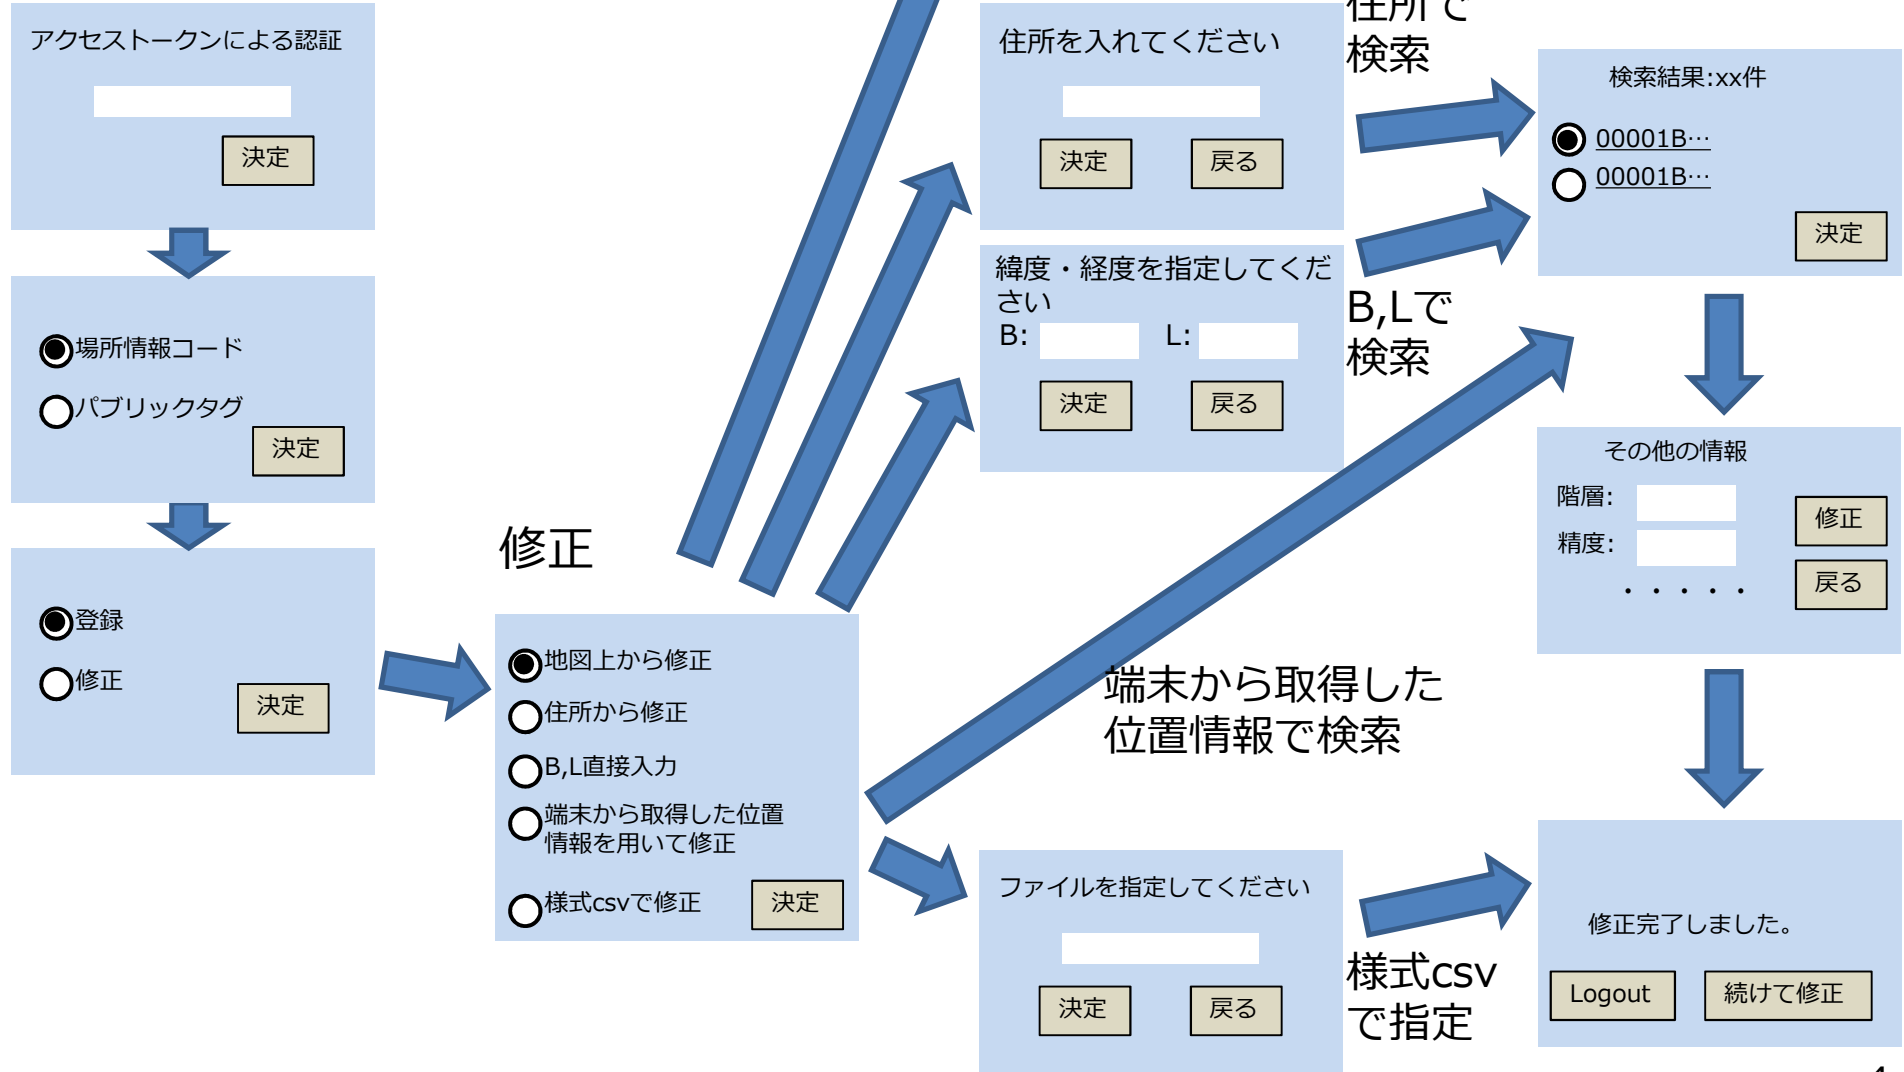 アクセストークンによる認証
決定
場所情報コード
パブリックタグ
決定
登録
修正
決定
修正
地図上から修正
住所から修正
B,L直接入力
端末から取得した位置
情報を用いて修正
様式csvで修正
決定
住所を入れてください
決定
戻る
住所で
検索
緯度・経度を指定してくだ
さい
B:
L:
決定
戻る
B,Lで
検索
端末から取得した
位置情報で検索
ファイルを指定してください
決定
戻る
様式csv
で指定
検索結果:xx件
00001B…
00001B…
決定
その他の情報
階層:
精度:
・・・・・
修正
戻る
修正完了しました。
Logout
続けて修正